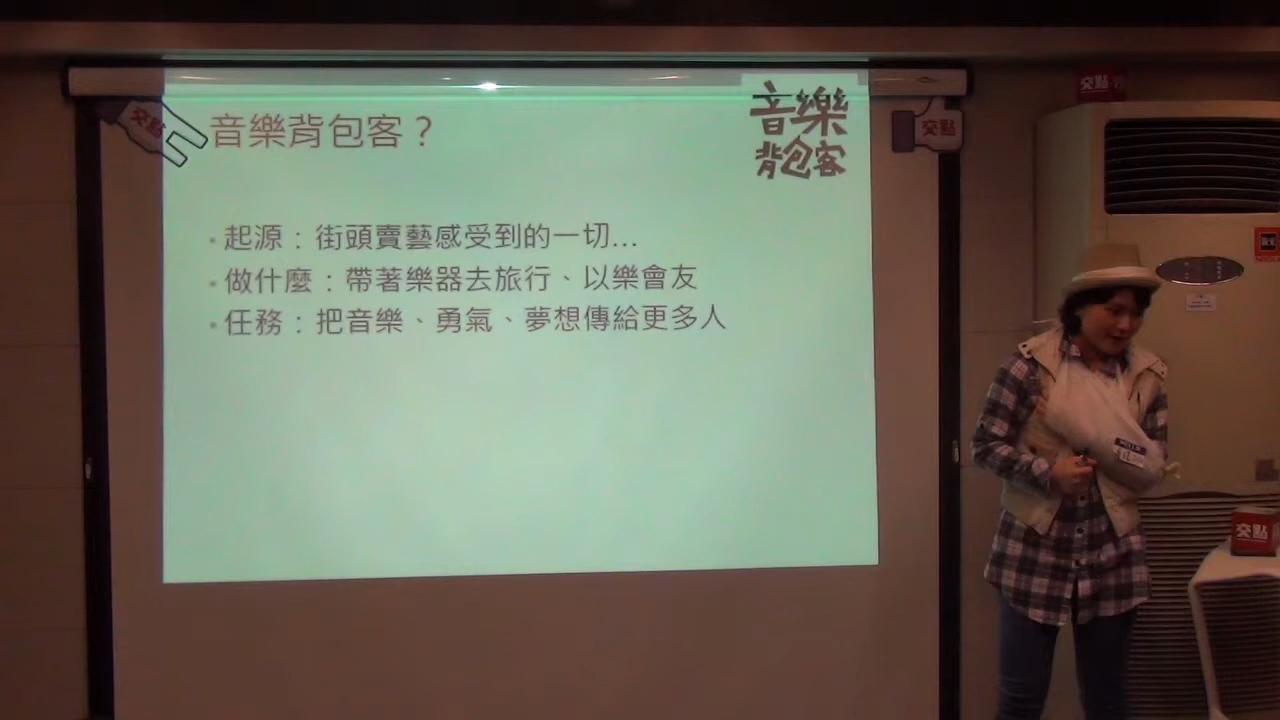 交點
音樂背包客？
音樂
背包客
交點
交點
• 起源：街頭賣藝感受到的一切...
• 做什麼：帶著樂器去旅行、以樂會友
• 任務：把音樂、勇氣、夢想傳給更多人
交點